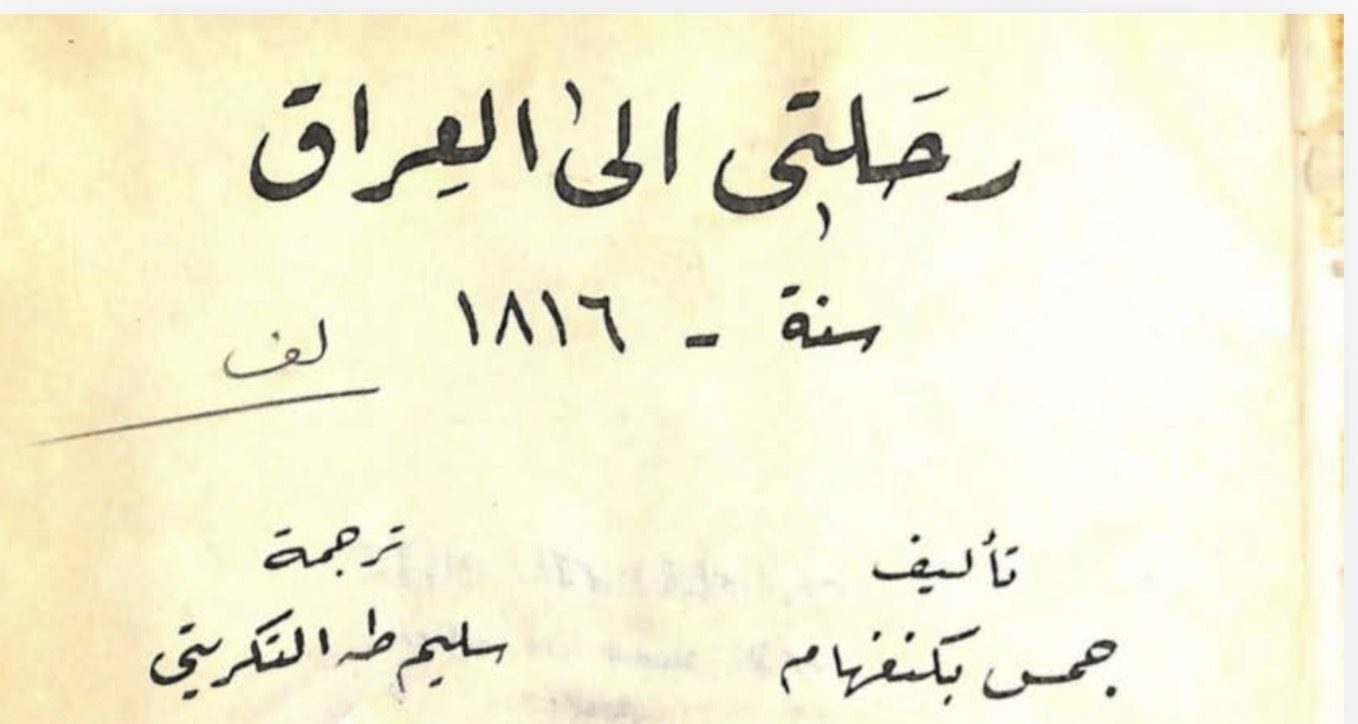 رحلتي الى العراق
سنة - ١٨١٦
لف
تأليف
جمس بكنغهام
ترجمة
سليم طه التكريتي